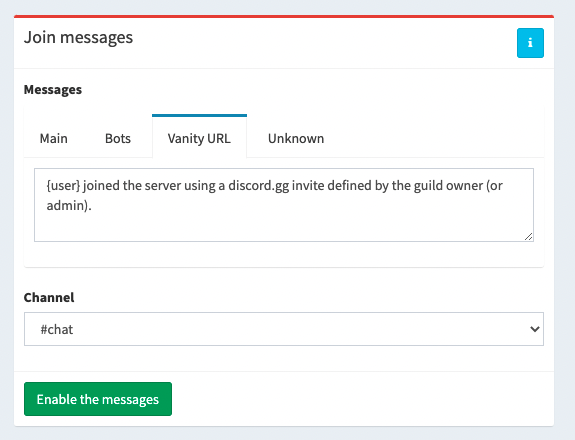 Join messages
i
Messages
Main
Bots
Vanity URL
Unknown
{user} joined the server using a discord.gg invite defined by the guild owner (or
admin).
Channel
#chat
Enable the messages